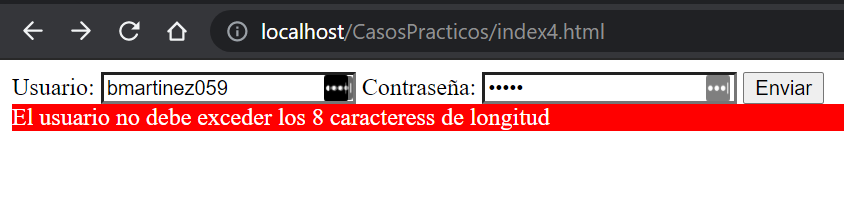 localhost/CasosPracticos/index4.html
Usuario: bmartinez059 Contraseña: ••••• Enviar
El usuario no debe exceder los 8 caracteress de longitud